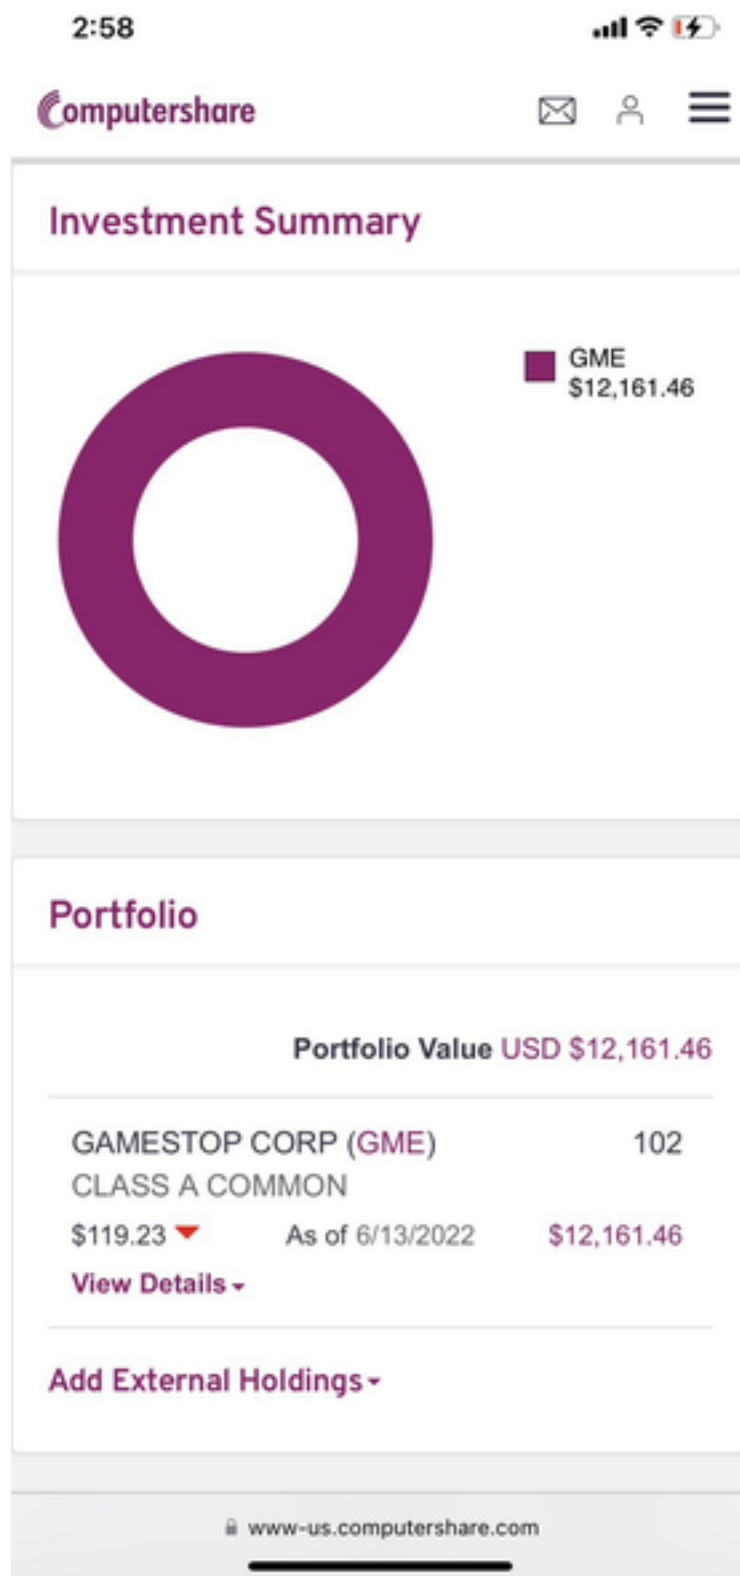 2:58
Computershare
Investment Summary
GME
$12,161.46
Portfolio
Portfolio Value USD $12,161.46
GAMESTOP CORP (GME) 102
CLASS A COMMON
$119.23 As of 6/13/2022 $12,161.46
View Details
Add External Holdings
www-us.computershare.com